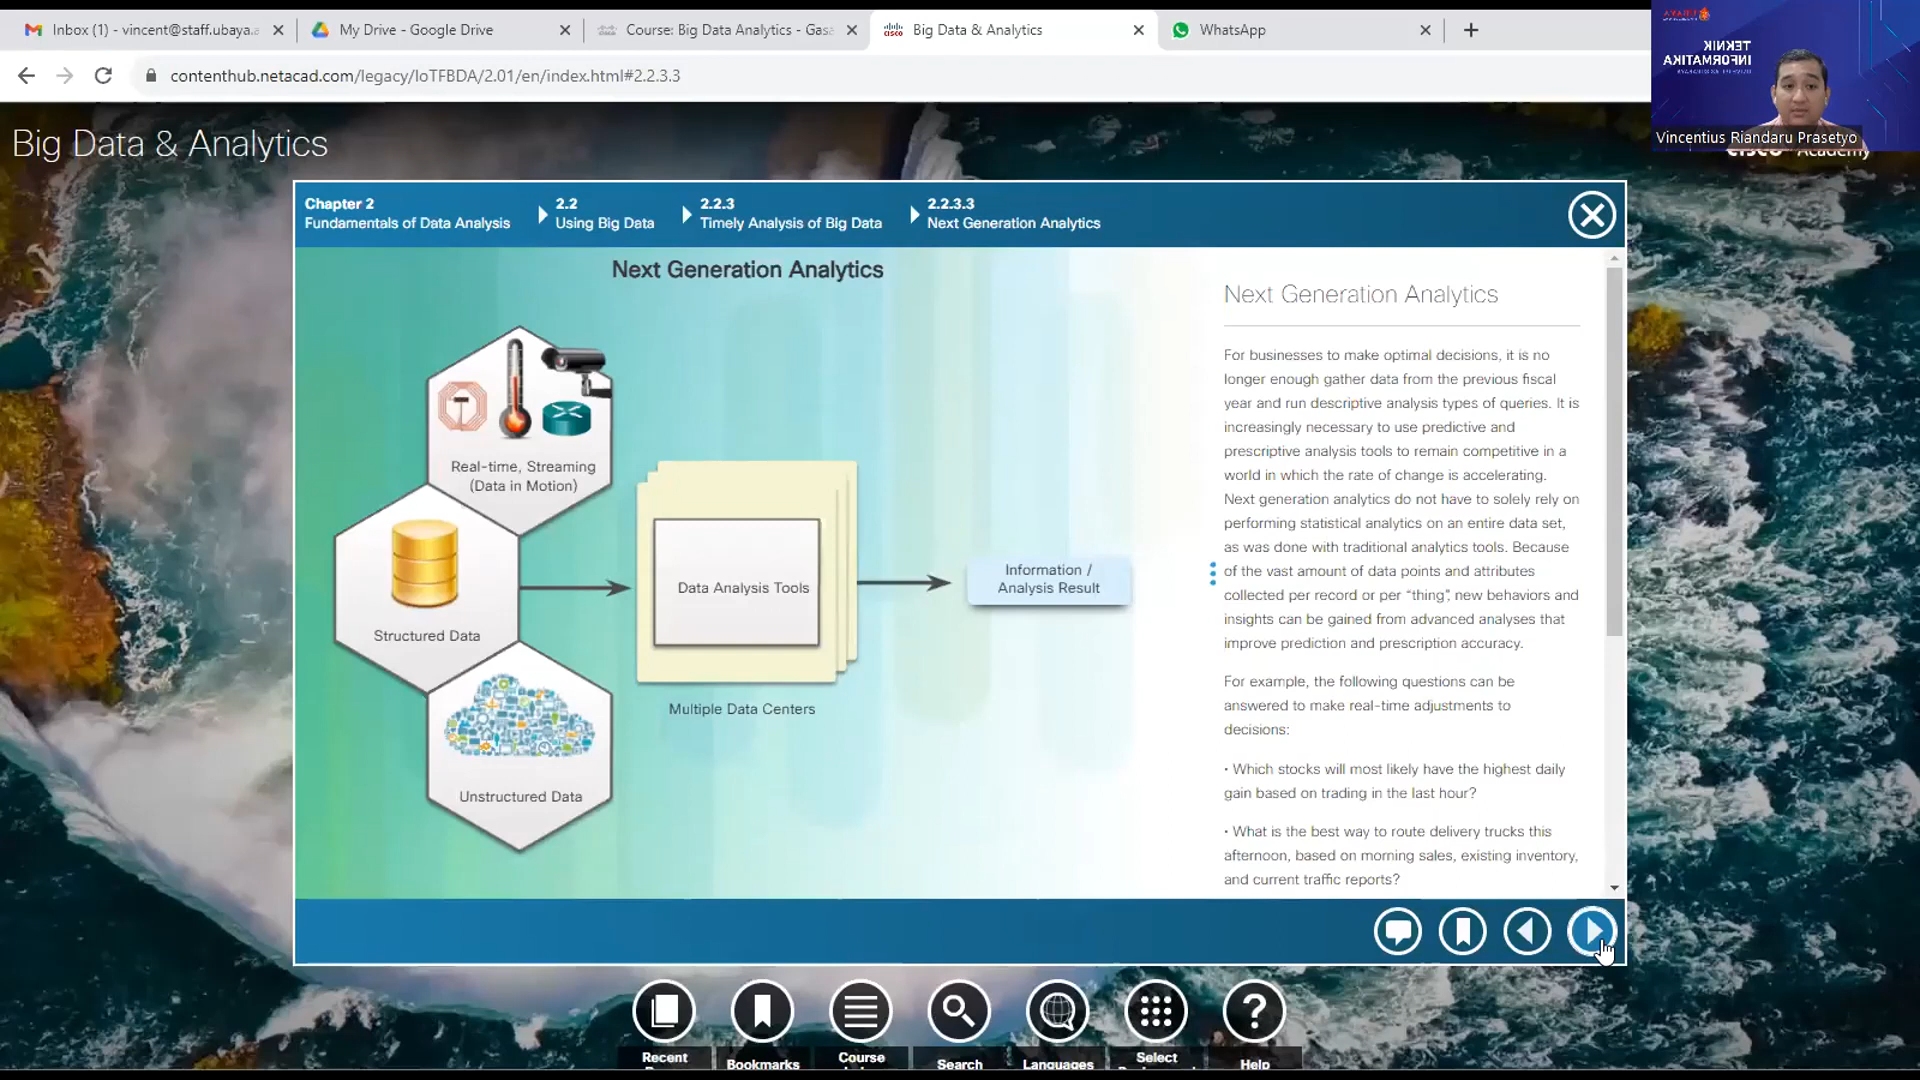 Inbox (1) - vincent@staff.ubaya.a
My Drive - Google Drive
Course: Big Data Analytics - Gasa
Big Data & Analytics
WhatsApp
contenthub.netacad.com/legacy/IoTFBDA/2.01/en/index.html#2.2.3.3
TEKNIK
INFORMATIKA
Vincentius Riandaru Prasetyo
cisco Academy
Big Data & Analytics
Chapter 2
Fundamentals of Data Analysis
2.2
Using Big Data
2.2.3
Timely Analysis of Big Data
2.2.3.3
Next Generation Analytics
Next Generation Analytics
Real-time, Streaming
(Data in Motion)
Structured Data
Unstructured Data
Data Analysis Tools
Multiple Data Centers
Information /
Analysis Result
Next Generation Analytics
For businesses to make optimal decisions, it is no
longer enough gather data from the previous fiscal
year and run descriptive analysis types of queries. It is
increasingly necessary to use predictive and
prescriptive analysis tools to remain competitive in a
world in which the rate of change is accelerating.
Next generation analytics do not have to solely rely on
performing statistical analytics on an entire data set,
as was done with traditional analytics tools. Because
of the vast amount of data points and attributes
collected per record or per “thing”, new behaviors and
insights can be gained from advanced analyses that
improve prediction and prescription accuracy.
For example, the following questions can be
answered to make real-time adjustments to
decisions:
• Which stocks will most likely have the highest daily
gain based on trading in the last hour?
• What is the best way to route delivery trucks this
afternoon, based on morning sales, existing inventory,
and current traffic reports?
Recent
Bookmarks
Course
Search
Languages
Select
Help